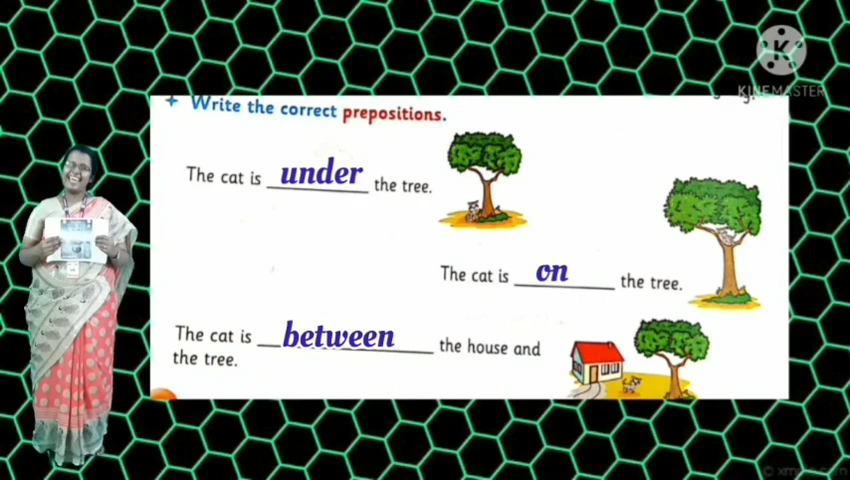 KINEMASTER
+ Write the correct prepositions.
The cat is under the tree.
The cat is on the tree.
The cat is between the house and
the tree.